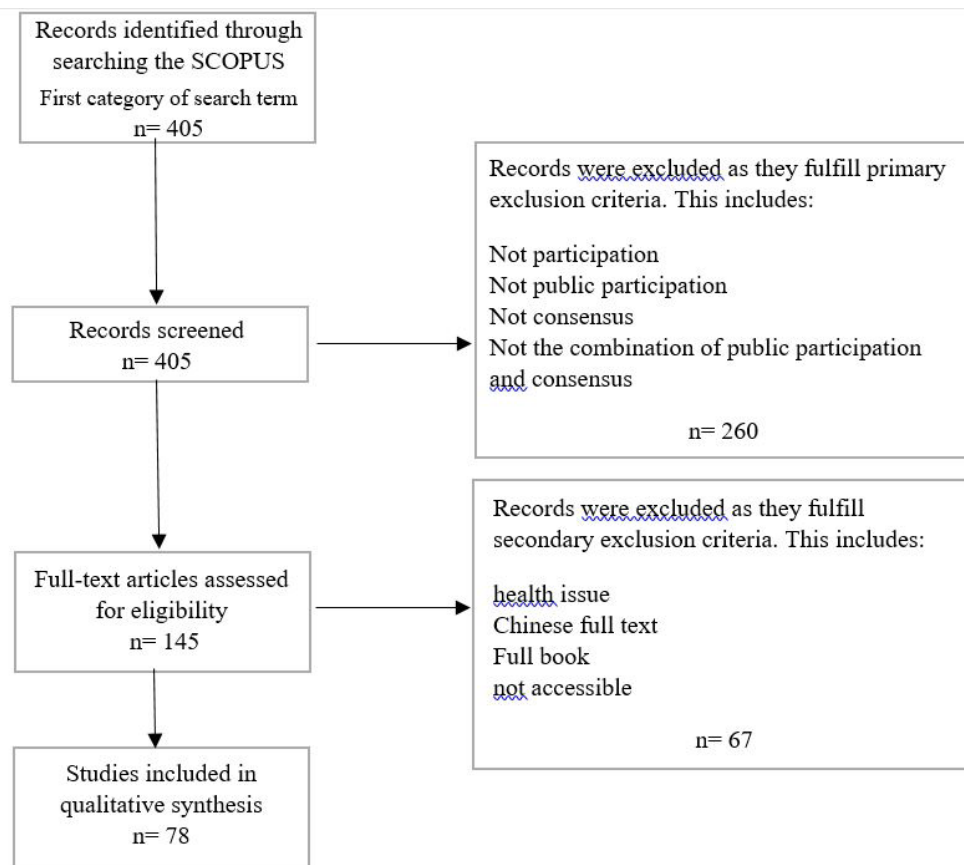 Records identified through
searching the SCOPUS
First category of search term
n= 405
Records were excluded as they fulfill primary
exclusion criteria. This includes:
Not participation
Not public participation
Not consensus
Not the combination of public participation
and consensus
n= 260
Records screened
n= 405
Records were excluded as they fulfill
secondary exclusion criteria. This includes:
health issue
Chinese full text
Full book
not accessible
n= 67
Full-text articles assessed
for eligibility
n= 145
Studies included in
qualitative synthesis
n= 78